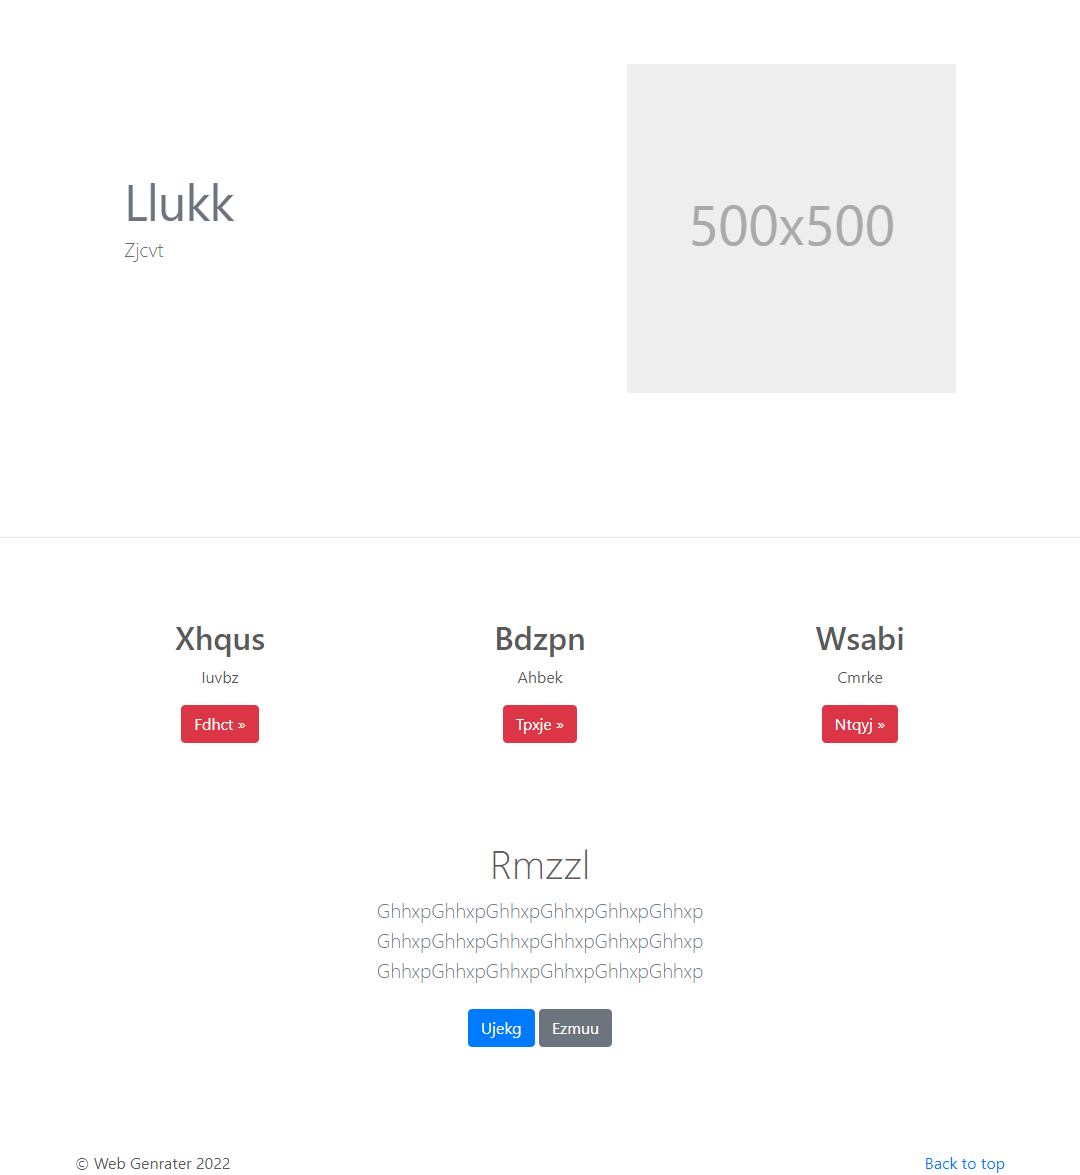 Llukk
Zjcvt
500x500
Xhqus
Iuvbz
Fdhct »
Bdzpn
Ahbek
Tpxje »
Wsabi
Cmrke
Ntqyj »
Rmzzl
GhhxpGhhxpGhhxpGhhxpGhhxpGhhxp
GhhxpGhhxpGhhxpGhhxpGhhxpGhhxp
GhhxpGhhxpGhhxpGhhxpGhhxpGhhxp
Ujekg
Ezmuu
© Web Genrater 2022
Back to top